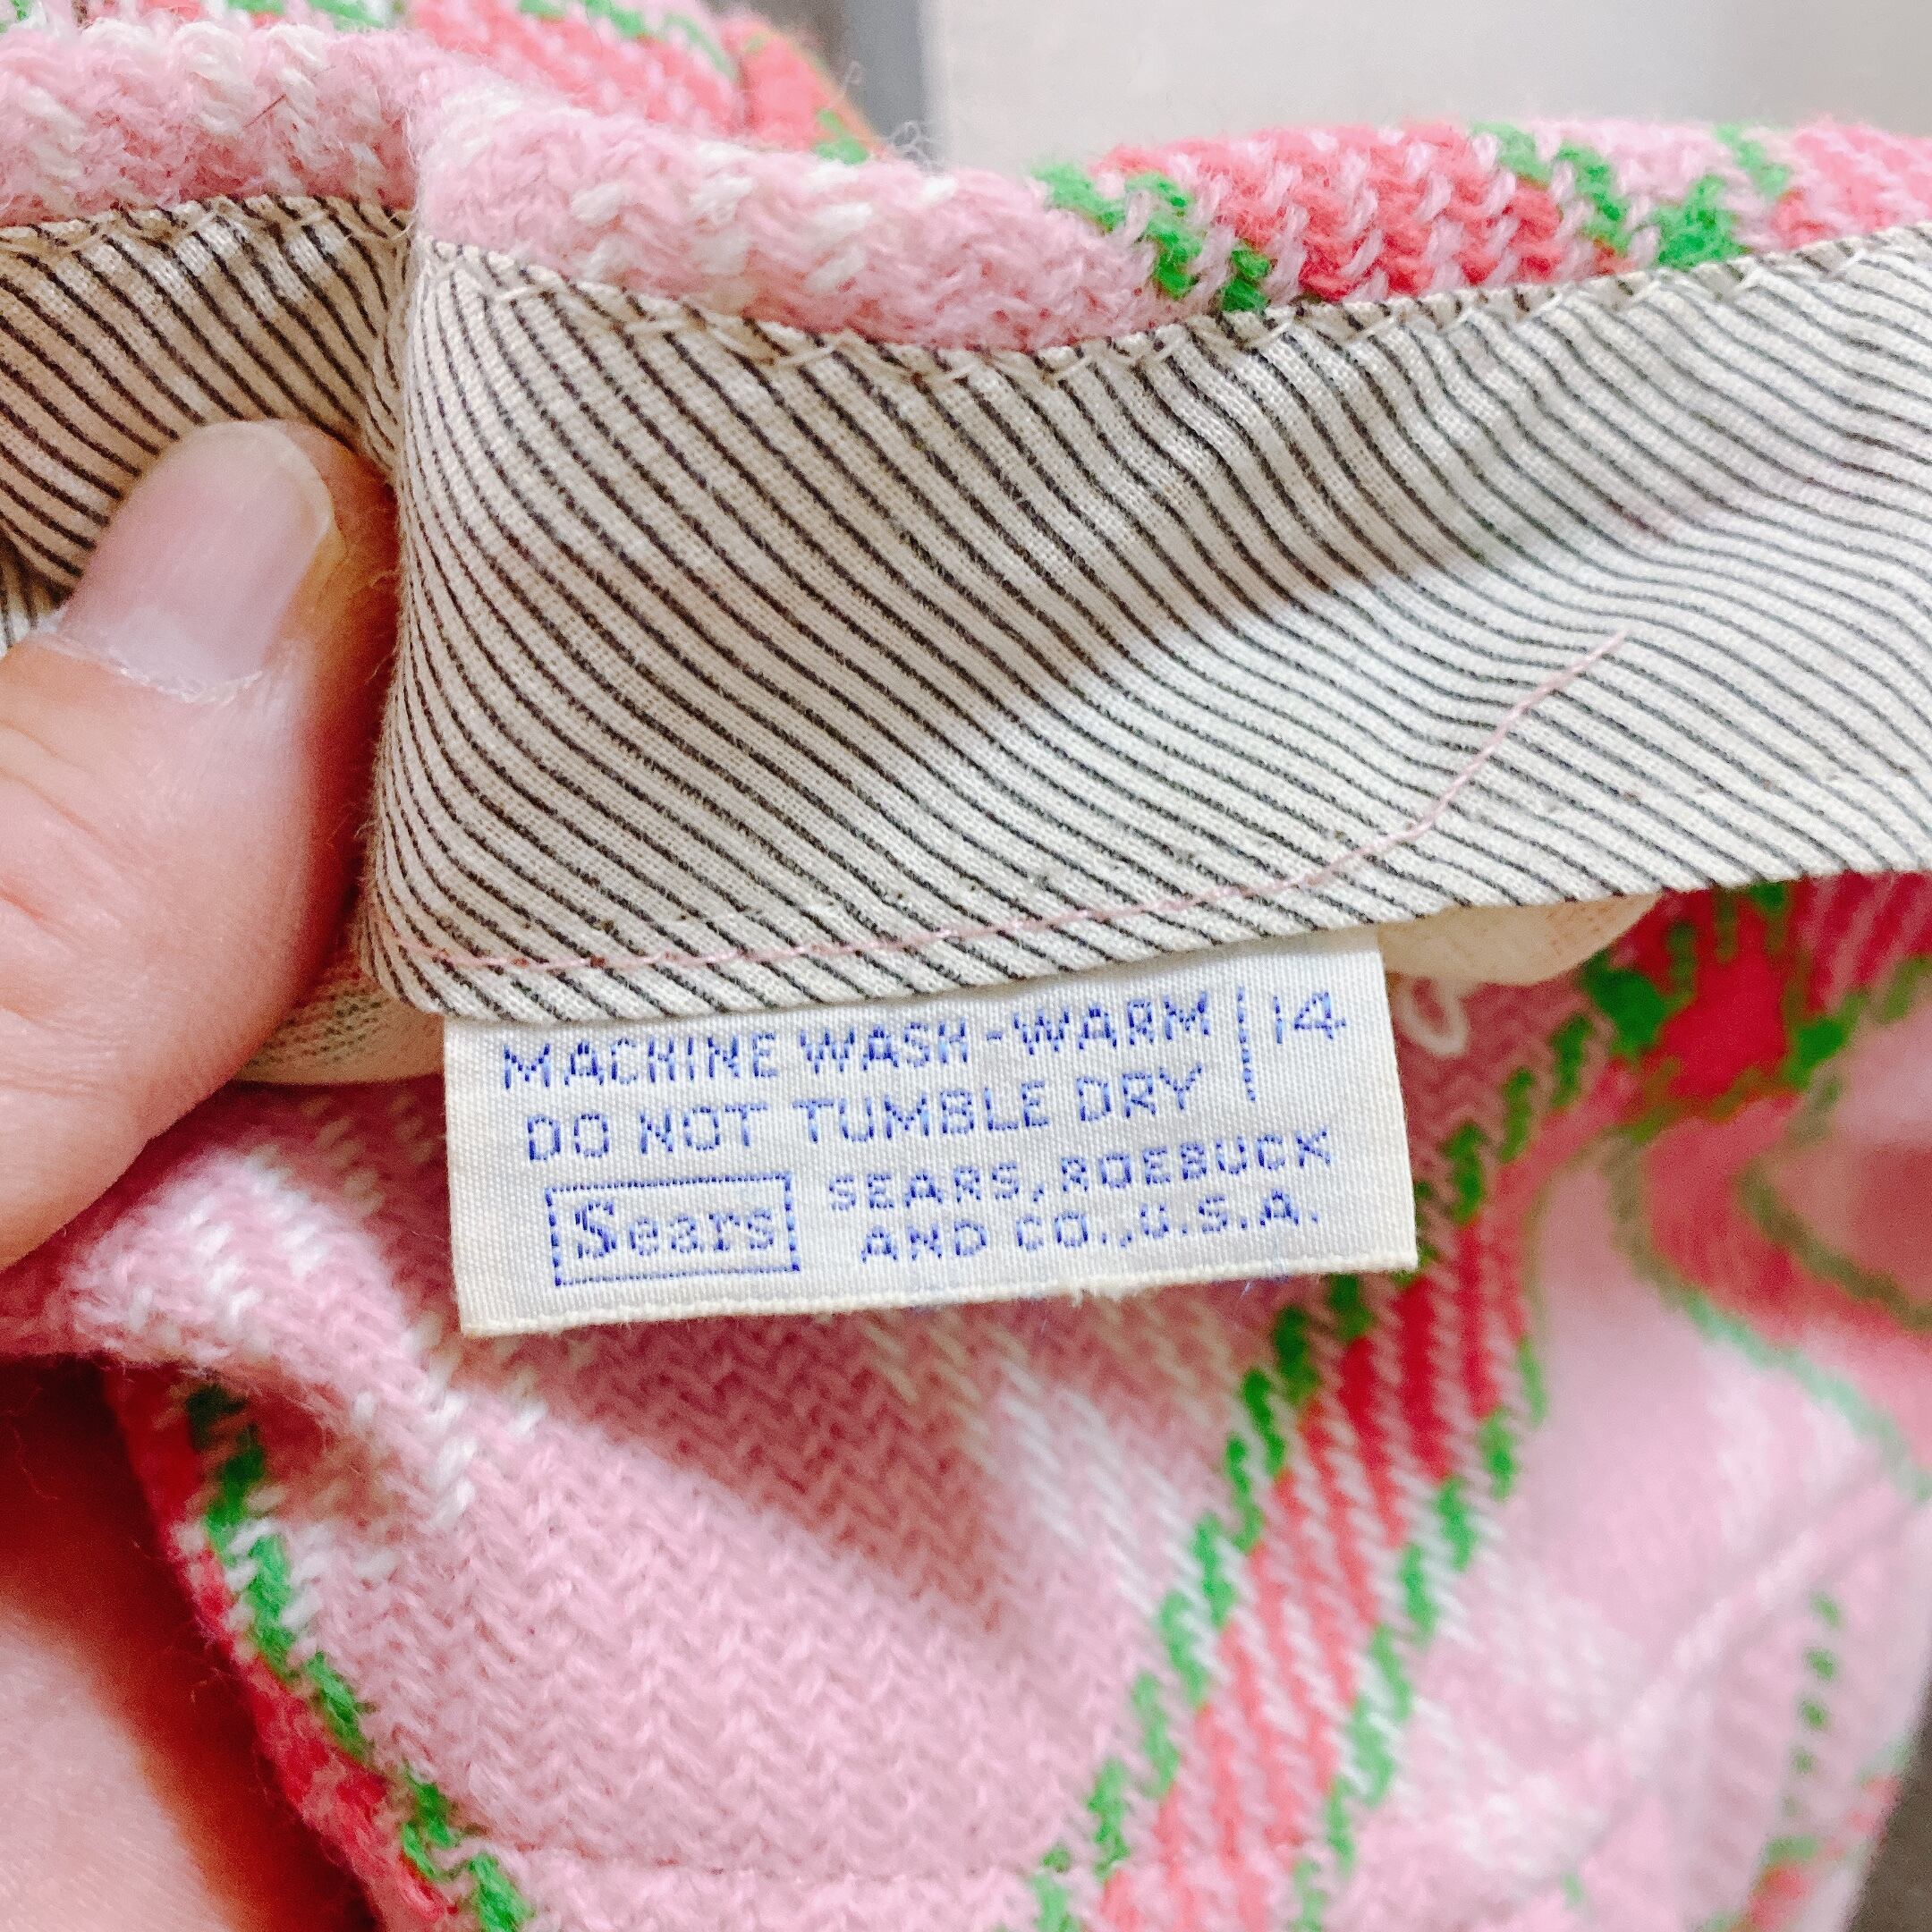 MACHINE WASH-WARM | 14
DO NOT TUMBLE DRY
Sears
SEARS, ROEBUCK
AND CO., U.S.A.